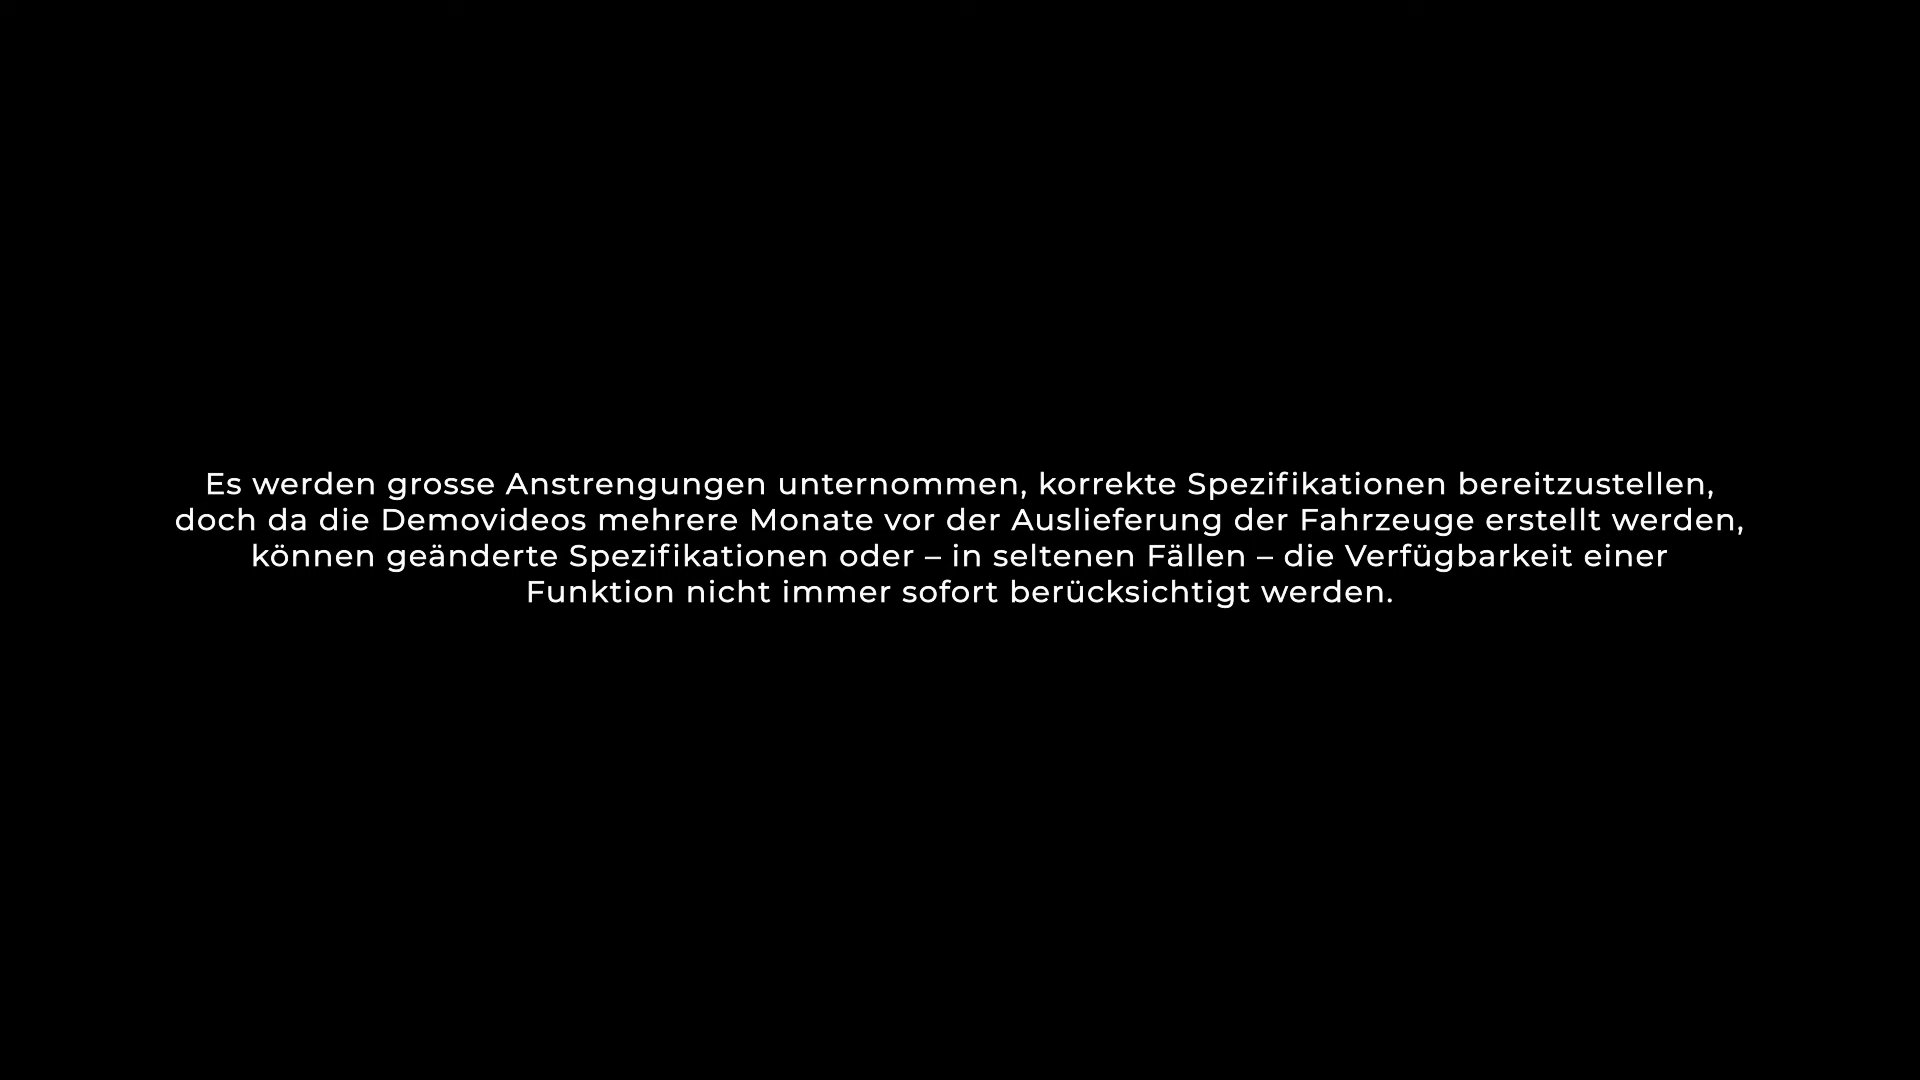 Es werden grosse Anstrengungen unternommen, korrekte Spezifikationen bereitzustellen,
doch da die Demovideos mehrere Monate vor der Auslieferung der Fahrzeuge erstellt werden,
können geänderte Spezifikationen oder – in seltenen Fällen – die Verfügbarkeit einer
Funktion nicht immer sofort berücksichtigt werden.